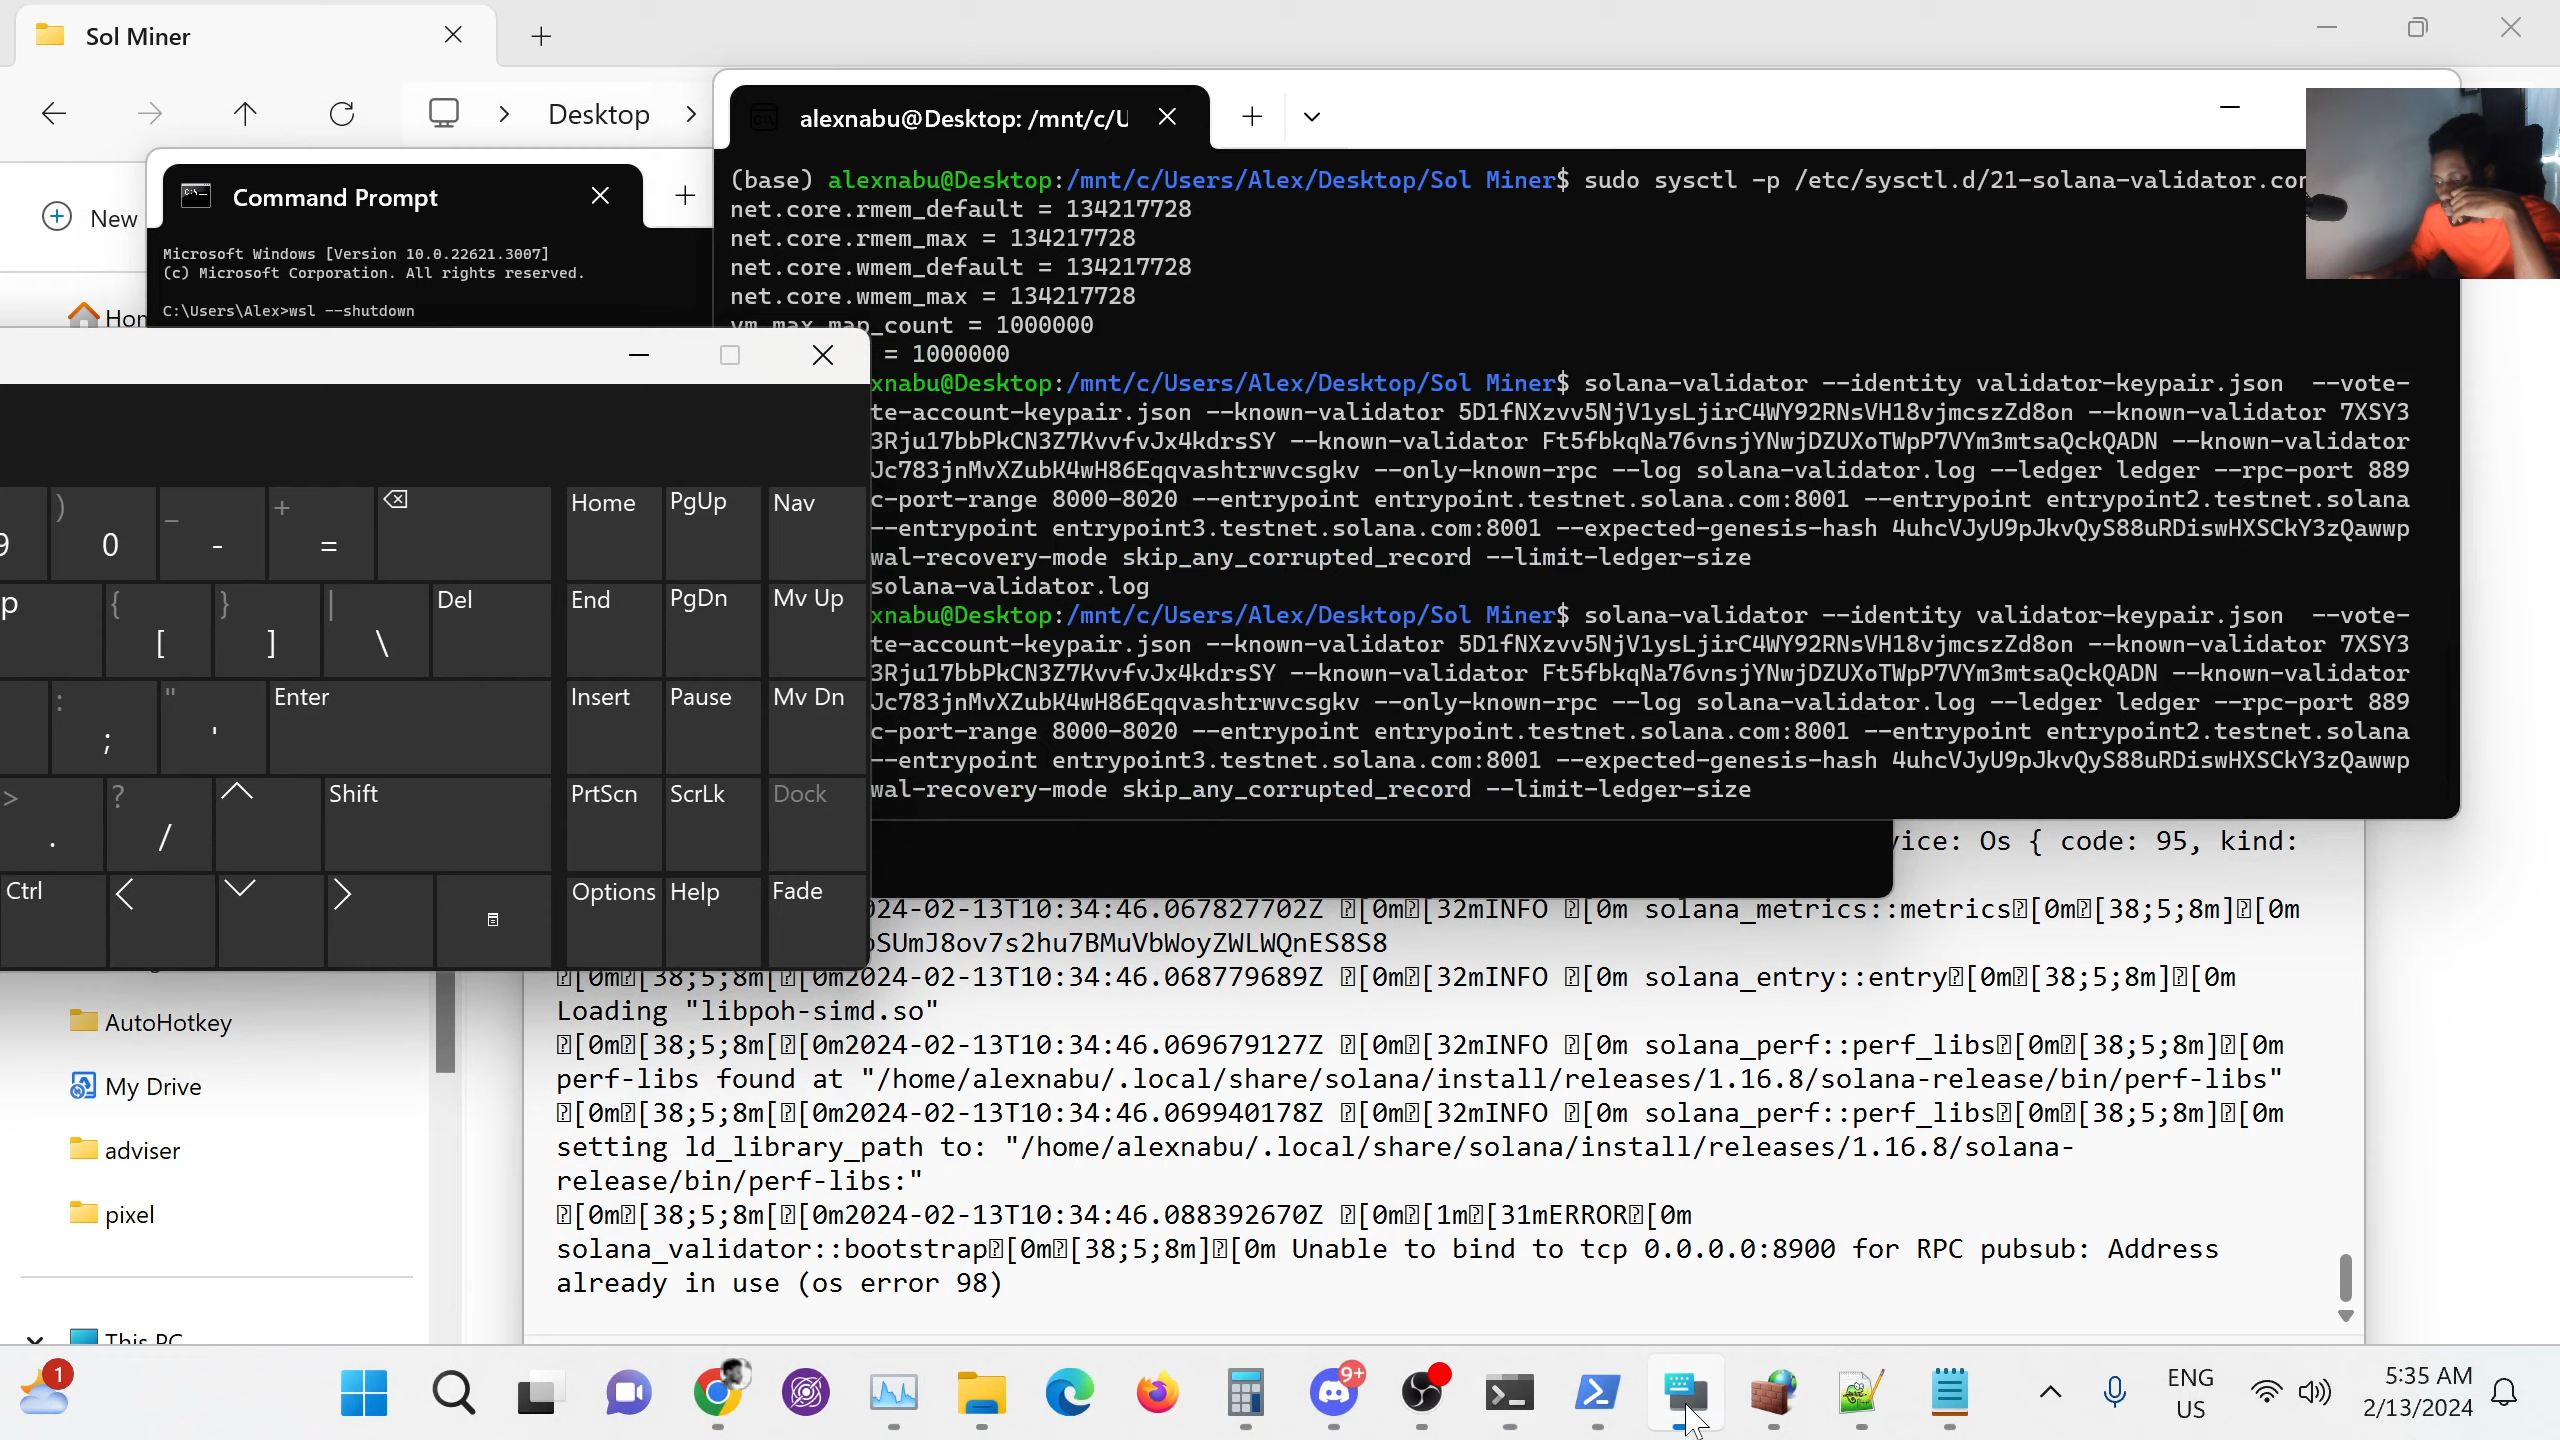 Sol Miner
Desktop
alexnabu@Desktop: /mnt/c/U
Command Prompt
New
Microsoft Windows [Version 10.0.22621.3007]
(c) Microsoft Corporation. All rights reserved.
C:\Users\Alex>wsl --shutdown
(base) alexnabu@Desktop:/mnt/c/Users/Alex/Desktop/Sol Miner$ sudo sysctl -p /etc/sysctl.d/21-solana-validator.con
net.core.rmem_default = 134217728
net.core.rmem_max = 134217728
net.core.wmem_default = 134217728
net.core.wmem_max = 134217728
vm.max_map_count = 1000000
= 1000000
xnabu@Desktop:/mnt/c/Users/Alex/Desktop/Sol Miner$ solana-validator --identity validator-keypair.json  --vote-
te-account-keypair.json --known-validator 5D1fNXzvv5NjV1ysLjirC4WY92RNsVH18vjmcszZd8on --known-validator 7XSY3
3Rju17bbPkCN3Z7KvvfvJx4kdrsSY --known-validator Ft5fbkqNa76vnsjYNwjDZUXoTWpP7VYm3mtsaQckQADN --known-validator
Jc783jnMvXZubK4wH86Eqqvashtrwvcsgkv --only-known-rpc --log solana-validator.log --ledger ledger --rpc-port 889
c-port-range 8000-8020 --entrypoint entrypoint.testnet.solana.com:8001 --entrypoint entrypoint2.testnet.solana
--entrypoint entrypoint3.testnet.solana.com:8001 --expected-genesis-hash 4uhcVJyU9pJkvQyS88uRDiswHXSCkY3zQawwp
wal-recovery-mode skip_any_corrupted_record --limit-ledger-size
solana-validator.log
xnabu@Desktop:/mnt/c/Users/Alex/Desktop/Sol Miner$ solana-validator --identity validator-keypair.json  --vote-
te-account-keypair.json --known-validator 5D1fNXzvv5NjV1ysLjirC4WY92RNsVH18vjmcszZd8on --known-validator 7XSY3
3Rju17bbPkCN3Z7KvvfvJx4kdrsSY --known-validator Ft5fbkqNa76vnsjYNwjDZUXoTWpP7VYm3mtsaQckQADN --known-validator
Jc783jnMvXZubK4wH86Eqqvashtrwvcsgkv --only-known-rpc --log solana-validator.log --ledger ledger --rpc-port 889
c-port-range 8000-8020 --entrypoint entrypoint.testnet.solana.com:8001 --entrypoint entrypoint2.testnet.solana
--entrypoint entrypoint3.testnet.solana.com:8001 --expected-genesis-hash 4uhcVJyU9pJkvQyS88uRDiswHXSCkY3zQawwp
wal-recovery-mode skip_any_corrupted_record --limit-ledger-size
9 ) 0 _ - + = Home PgUp Nav
p { [ } ] | \ Del End PgDn Mv Up
: ; " ' Enter Insert Pause Mv Dn
> . ? / Shift PrtScn ScrLk Dock
Ctrl Options Help Fade
vice: Os { code: 95, kind:
24-02-13T10:34:46.067827702Z [0m[32mINFO [0m solana_metrics::metrics[0m[38;5;8m][0m
SUmJ8ov7s2hu7BMuVbWoyZWLWQnES8S8
[0m[38;5;8m[[0m2024-02-13T10:34:46.068779689Z [0m[32mINFO [0m solana_entry::entry[0m[38;5;8m][0m
Loading "libpoh-simd.so"
[0m[38;5;8m[[0m2024-02-13T10:34:46.069679127Z [0m[32mINFO [0m solana_perf::perf_libs[0m[38;5;8m][0m
perf-libs found at "/home/alexnabu/.local/share/solana/install/releases/1.16.8/solana-release/bin/perf-libs"
[0m[38;5;8m[[0m2024-02-13T10:34:46.069940178Z [0m[32mINFO [0m solana_perf::perf_libs[0m[38;5;8m][0m
setting ld_library_path to: "/home/alexnabu/.local/share/solana/install/releases/1.16.8/solana-
release/bin/perf-libs:"
[0m[38;5;8m[[0m2024-02-13T10:34:46.088392670Z [0m[1m[31mERROR[0m
solana_validator::bootstrap[0m[38;5;8m][0m Unable to bind to tcp 0.0.0.0:8900 for RPC pubsub: Address
already in use (os error 98)
AutoHotkey
My Drive
adviser
pixel
This PC
1
9+
ENG
US
5:35 AM
2/13/2024